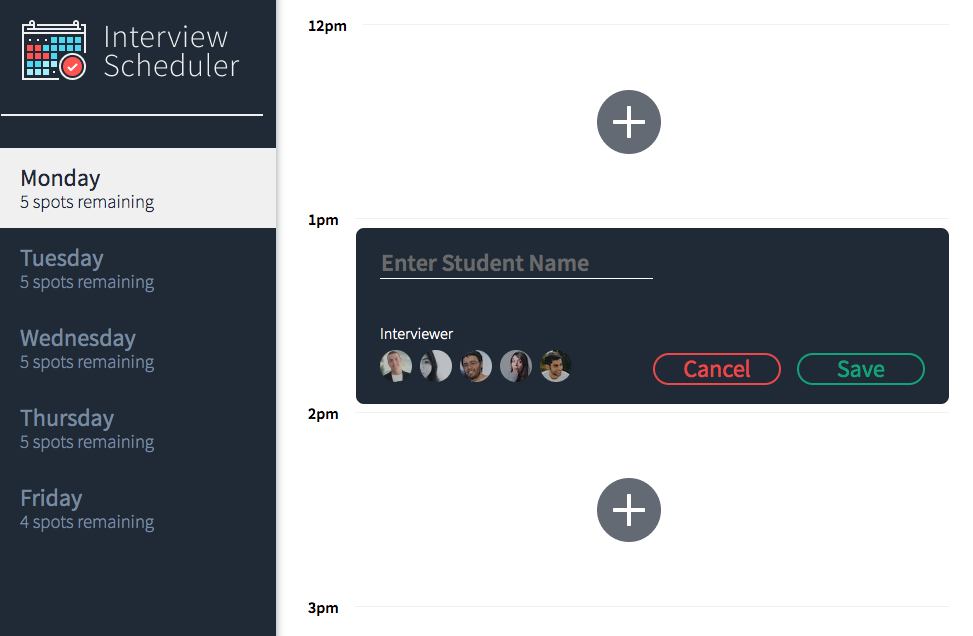 Interview
Scheduler
Monday
5 spots remaining
Tuesday
5 spots remaining
Wednesday
5 spots remaining
Thursday
5 spots remaining
Friday
4 spots remaining
12pm
1pm
Enter Student Name
Interviewer
Cancel
Save
2pm
3pm